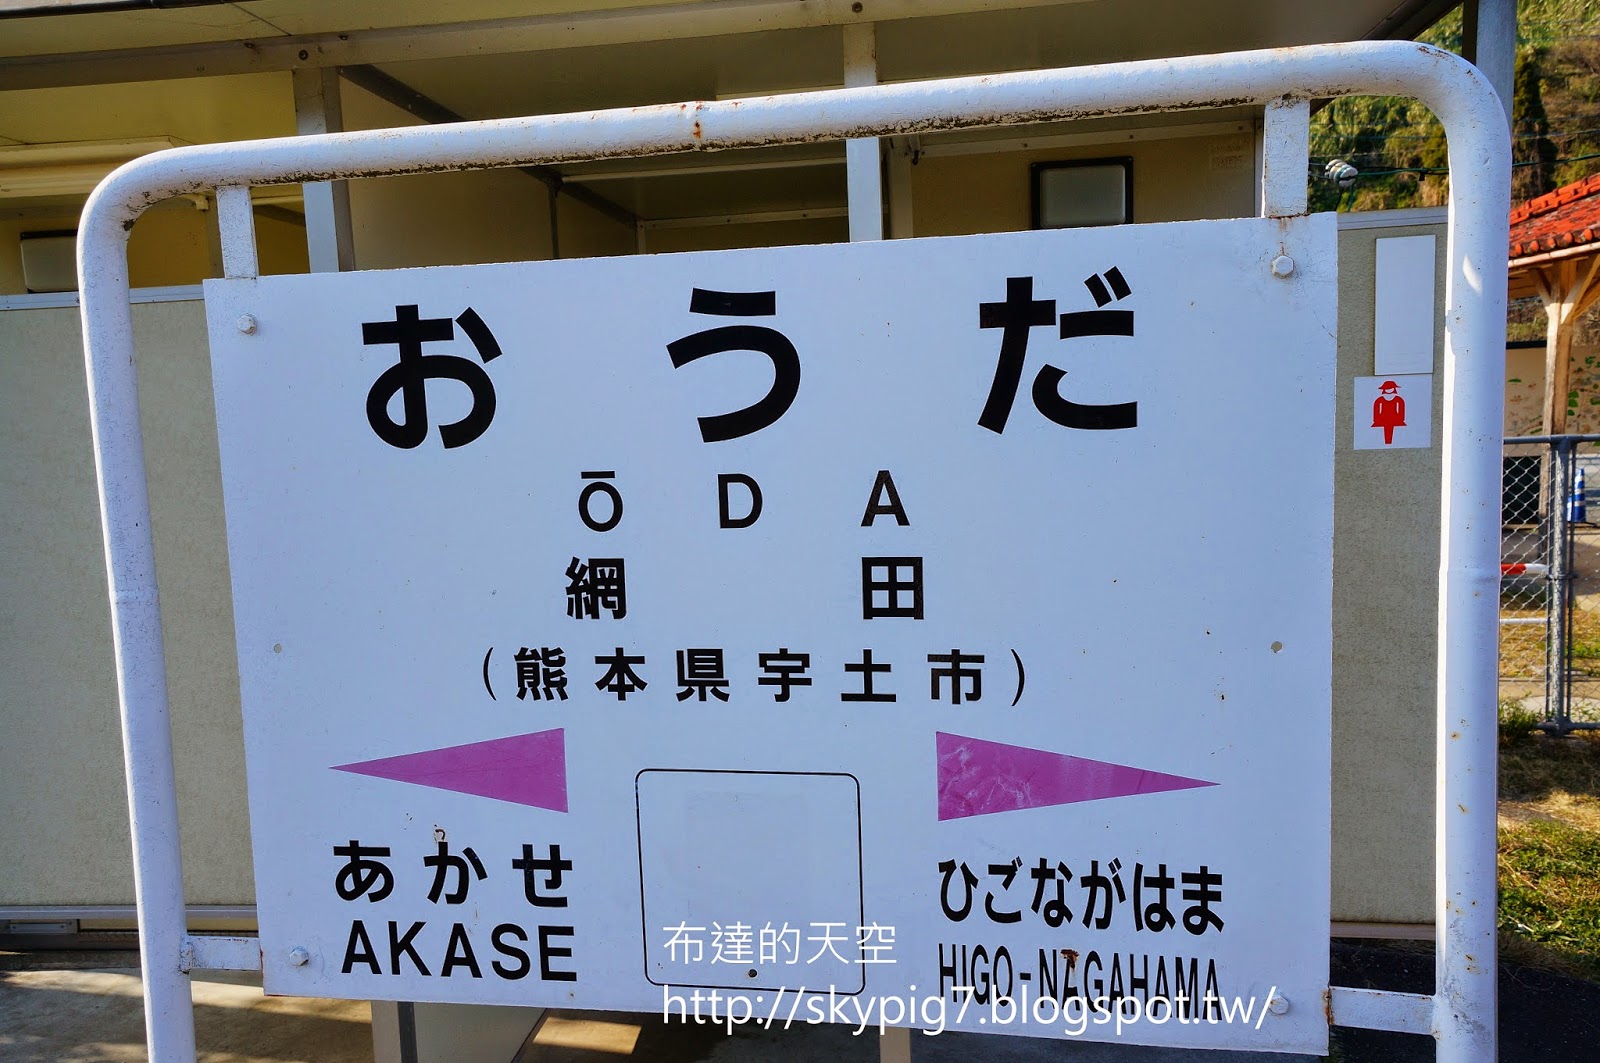 おうだ
ŌDA
網田
（熊本県宇土市）
あかせ
AKASE
ひごながはま
HIGO-NAGAHAMA
布達的天空
http://skypig7.blogspot.tw/